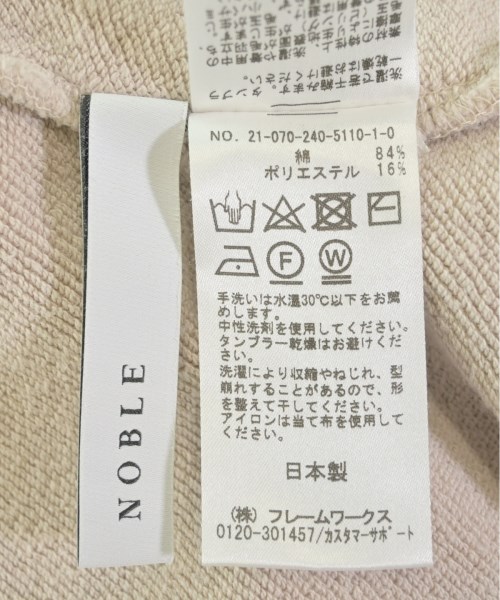 NO. 21-070-240-5110-1-0
綿 84%
ポリエステル 16%
F
W
手洗いは水温30℃以下をお薦
めします。
中性洗剤を使用してください。
タンブラー乾燥はお避けくださ
い。
洗濯により収縮やねじれ、型
崩れすることがあるので、形
を整えて干してください。
アイロンは当て布を使用して
ください。
日本製
(株) フレームワークス
0120-301457/カスタマーサポート
NOBLE